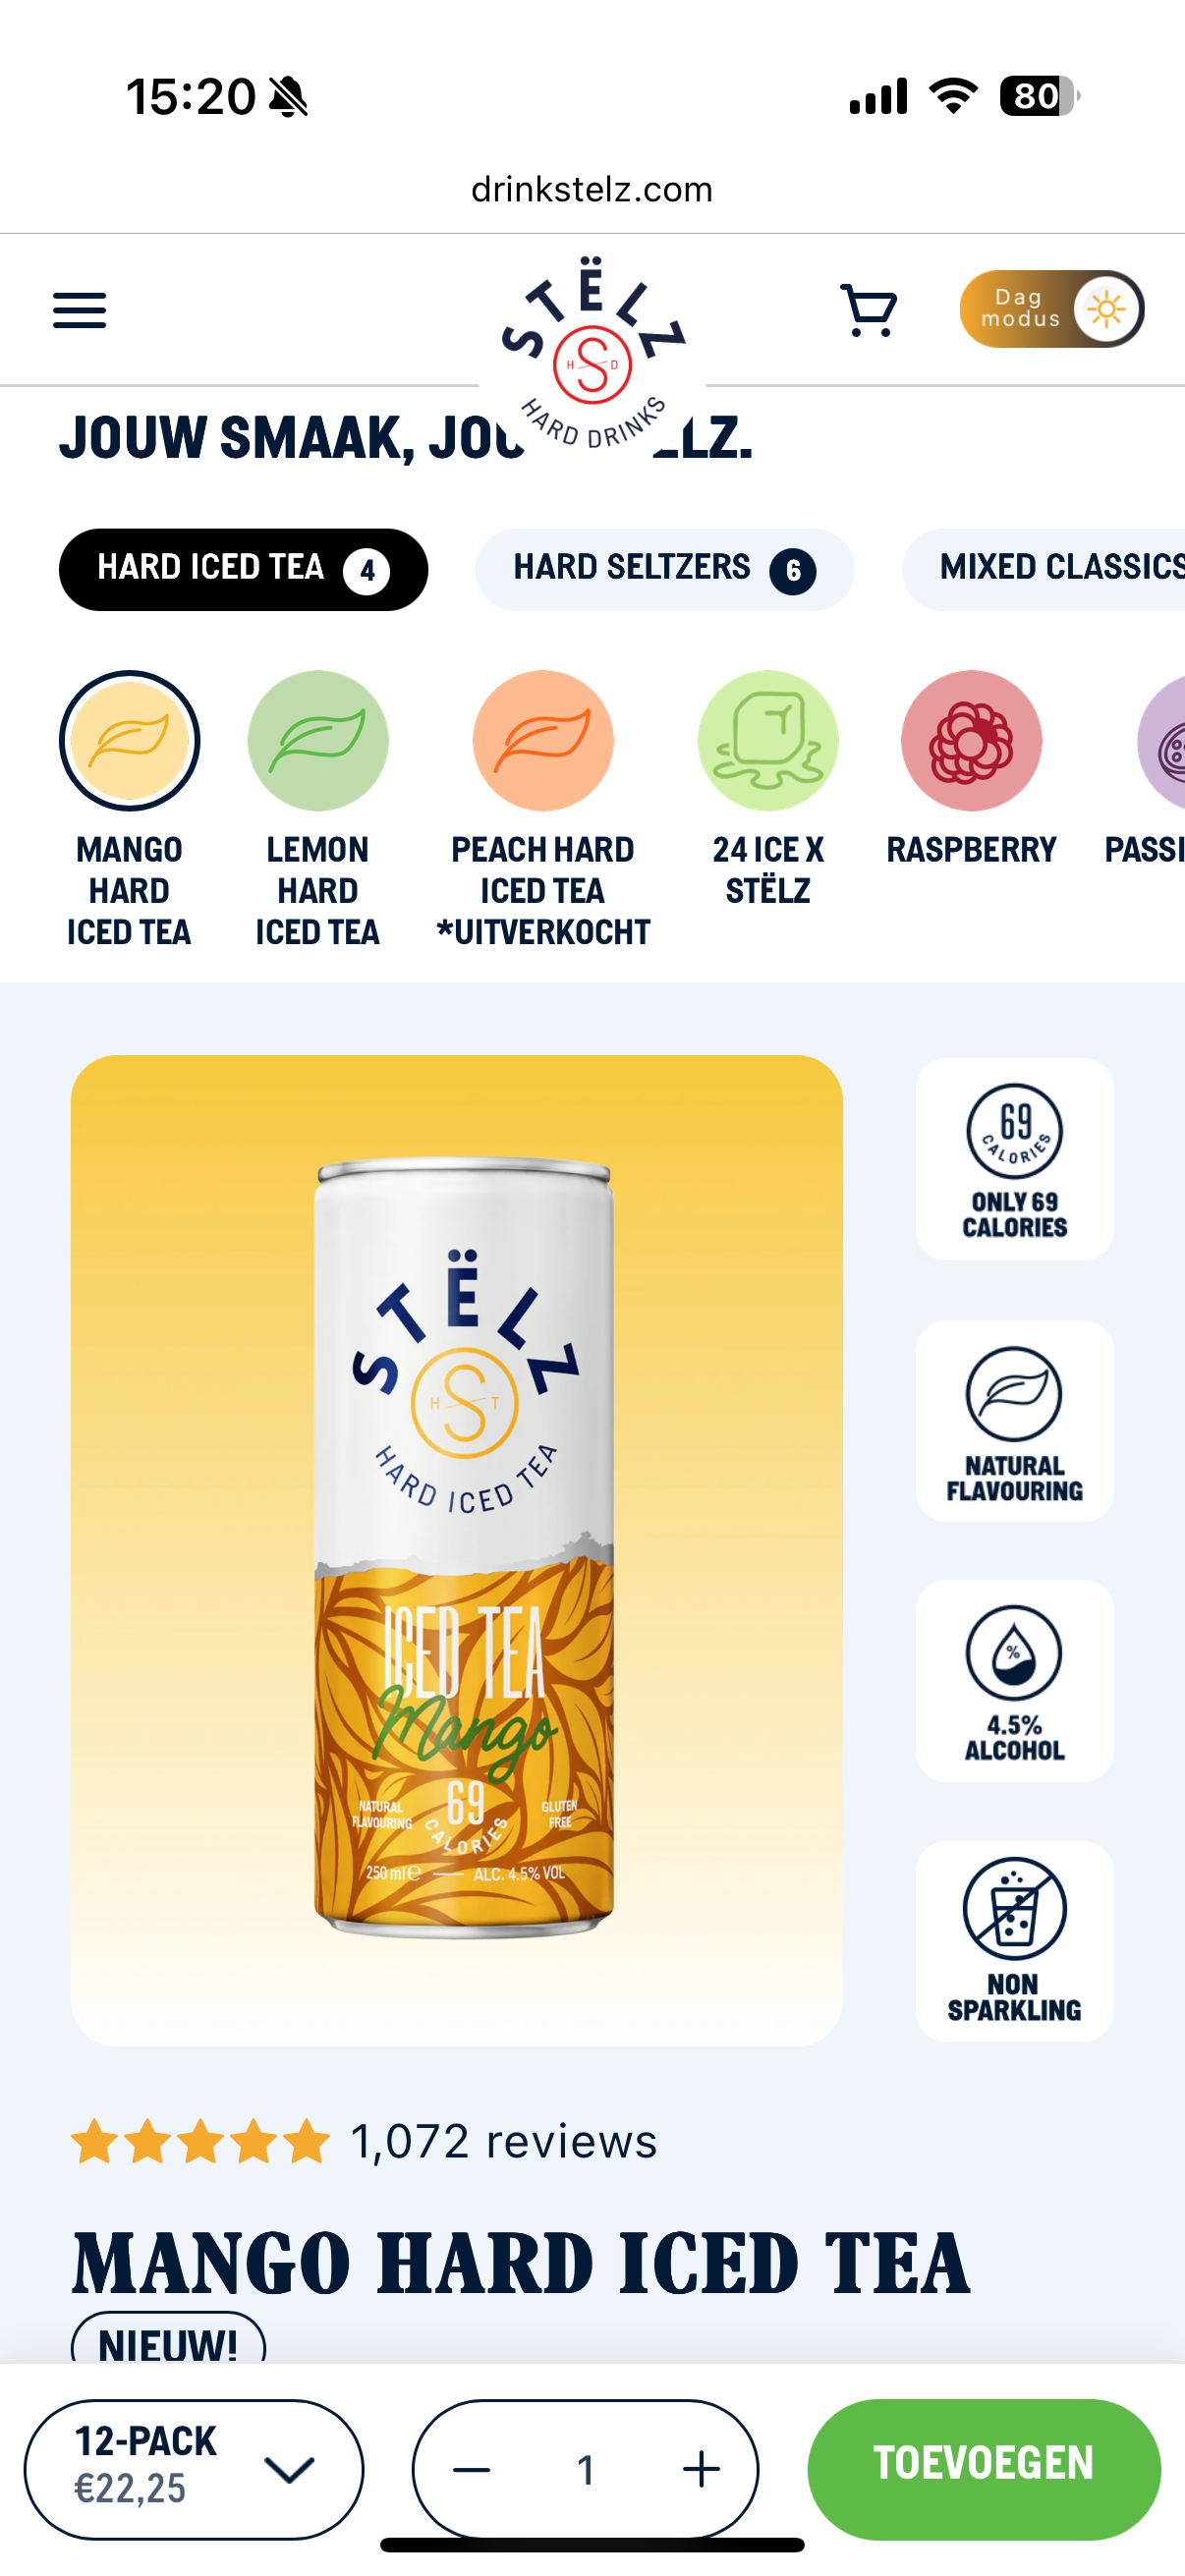 15:20
80
drinkstelz.com
STËLZ
H S D
HARD DRINKS
Dag
modus
JOUW SMAAK, JOU ELZ.
HARD ICED TEA 4
HARD SELTZERS 6
MIXED CLASSICS
MANGO
HARD
ICED TEA
LEMON
HARD
ICED TEA
PEACH HARD
ICED TEA
*UITVERKOCHT
24 ICE X
STËLZ
RASPBERRY
PASSI
STËLZ
H S T
HARD ICED TEA
ICED TEA
Mango
NATURAL
FLAVOURING
69
CALORIES
GLUTEN
FREE
250 ml e — ALC. 4.5% VOL
69
CALORIES
ONLY 69
CALORIES
NATURAL
FLAVOURING
%
4.5%
ALCOHOL
NON
SPARKLING
1,072 reviews
MANGO HARD ICED TEA
NIEUW!
12-PACK
€22,25
1
TOEVOEGEN